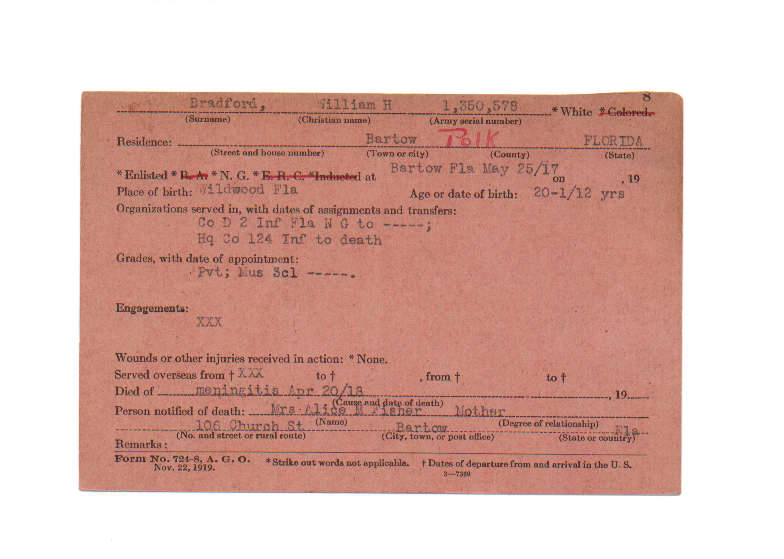 8
Bradford, William H 1,350,578 * White * Colored.
(Surname) (Christian name) (Army serial number)
Residence: Bartow Polk FLORIDA
(Street and house number) (Town or city) (County) (State)
* Enlisted * R. A. * N. G. * E. R. C. *Inducted at Bartow Fla May 25/17 on , 19
Place of birth: Wildwood Fla Age or date of birth: 20-1/12 yrs
Organizations served in, with dates of assignments and transfers:
Co D 2 Inf Fla N G to -----;
Hq Co 124 Inf to death
Grades, with date of appointment:
Pvt; Mus 3cl -----.
Engagements:
XXX
Wounds or other injuries received in action: * None.
Served overseas from † XXX to † , from † to †
Died of meningitis Apr 20/18 , 19
(Cause and date of death)
Person notified of death: Mrs Alice M Fisher Mother
(Name) (Degree of relationship)
106 Church St Bartow Fla
(No. and street or rural route) (City, town, or post office) (State or country)
Remarks:
Form No. 724-8, A. G. O. * Strike out words not applicable. † Dates of departure from and arrival in the U. S.
Nov. 22, 1919. 3—7389